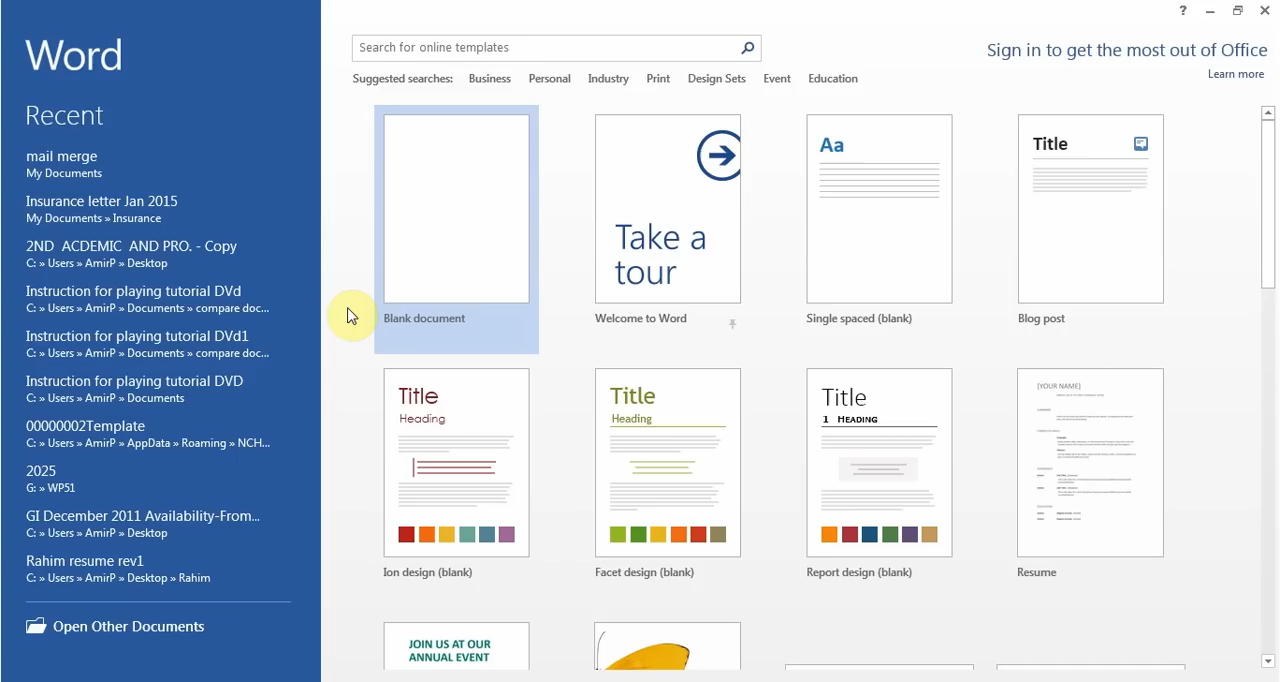 Word
Recent
mail merge
My Documents
Insurance letter Jan 2015
My Documents » Insurance
2ND  ACDEMIC  AND PRO. - Copy
C: » Users » AmirP » Desktop
Instruction for playing tutorial DVd
C: » Users » AmirP » Documents » compare doc...
Instruction for playing tutorial DVd1
C: » Users » AmirP » Documents » compare doc...
Instruction for playing tutorial DVD
C: » Users » AmirP » Documents
00000002Template
C: » Users » AmirP » AppData » Roaming » NCH...
2025
G: » WP51
GI December 2011 Availability-From...
C: » Users » AmirP » Desktop
Rahim resume rev1
C: » Users » AmirP » Desktop » Rahim
Open Other Documents
?
Search for online templates
Sign in to get the most out of Office
Learn more
Suggested searches: Business Personal Industry Print Design Sets Event Education
Take a
tour
Aa
Title
Blank document
Welcome to Word
Single spaced (blank)
Blog post
Title
Heading
Title
Heading
Title
1 HEADING
[YOUR NAME]
Ion design (blank)
Facet design (blank)
Report design (blank)
Resume
JOIN US AT OUR
ANNUAL EVENT